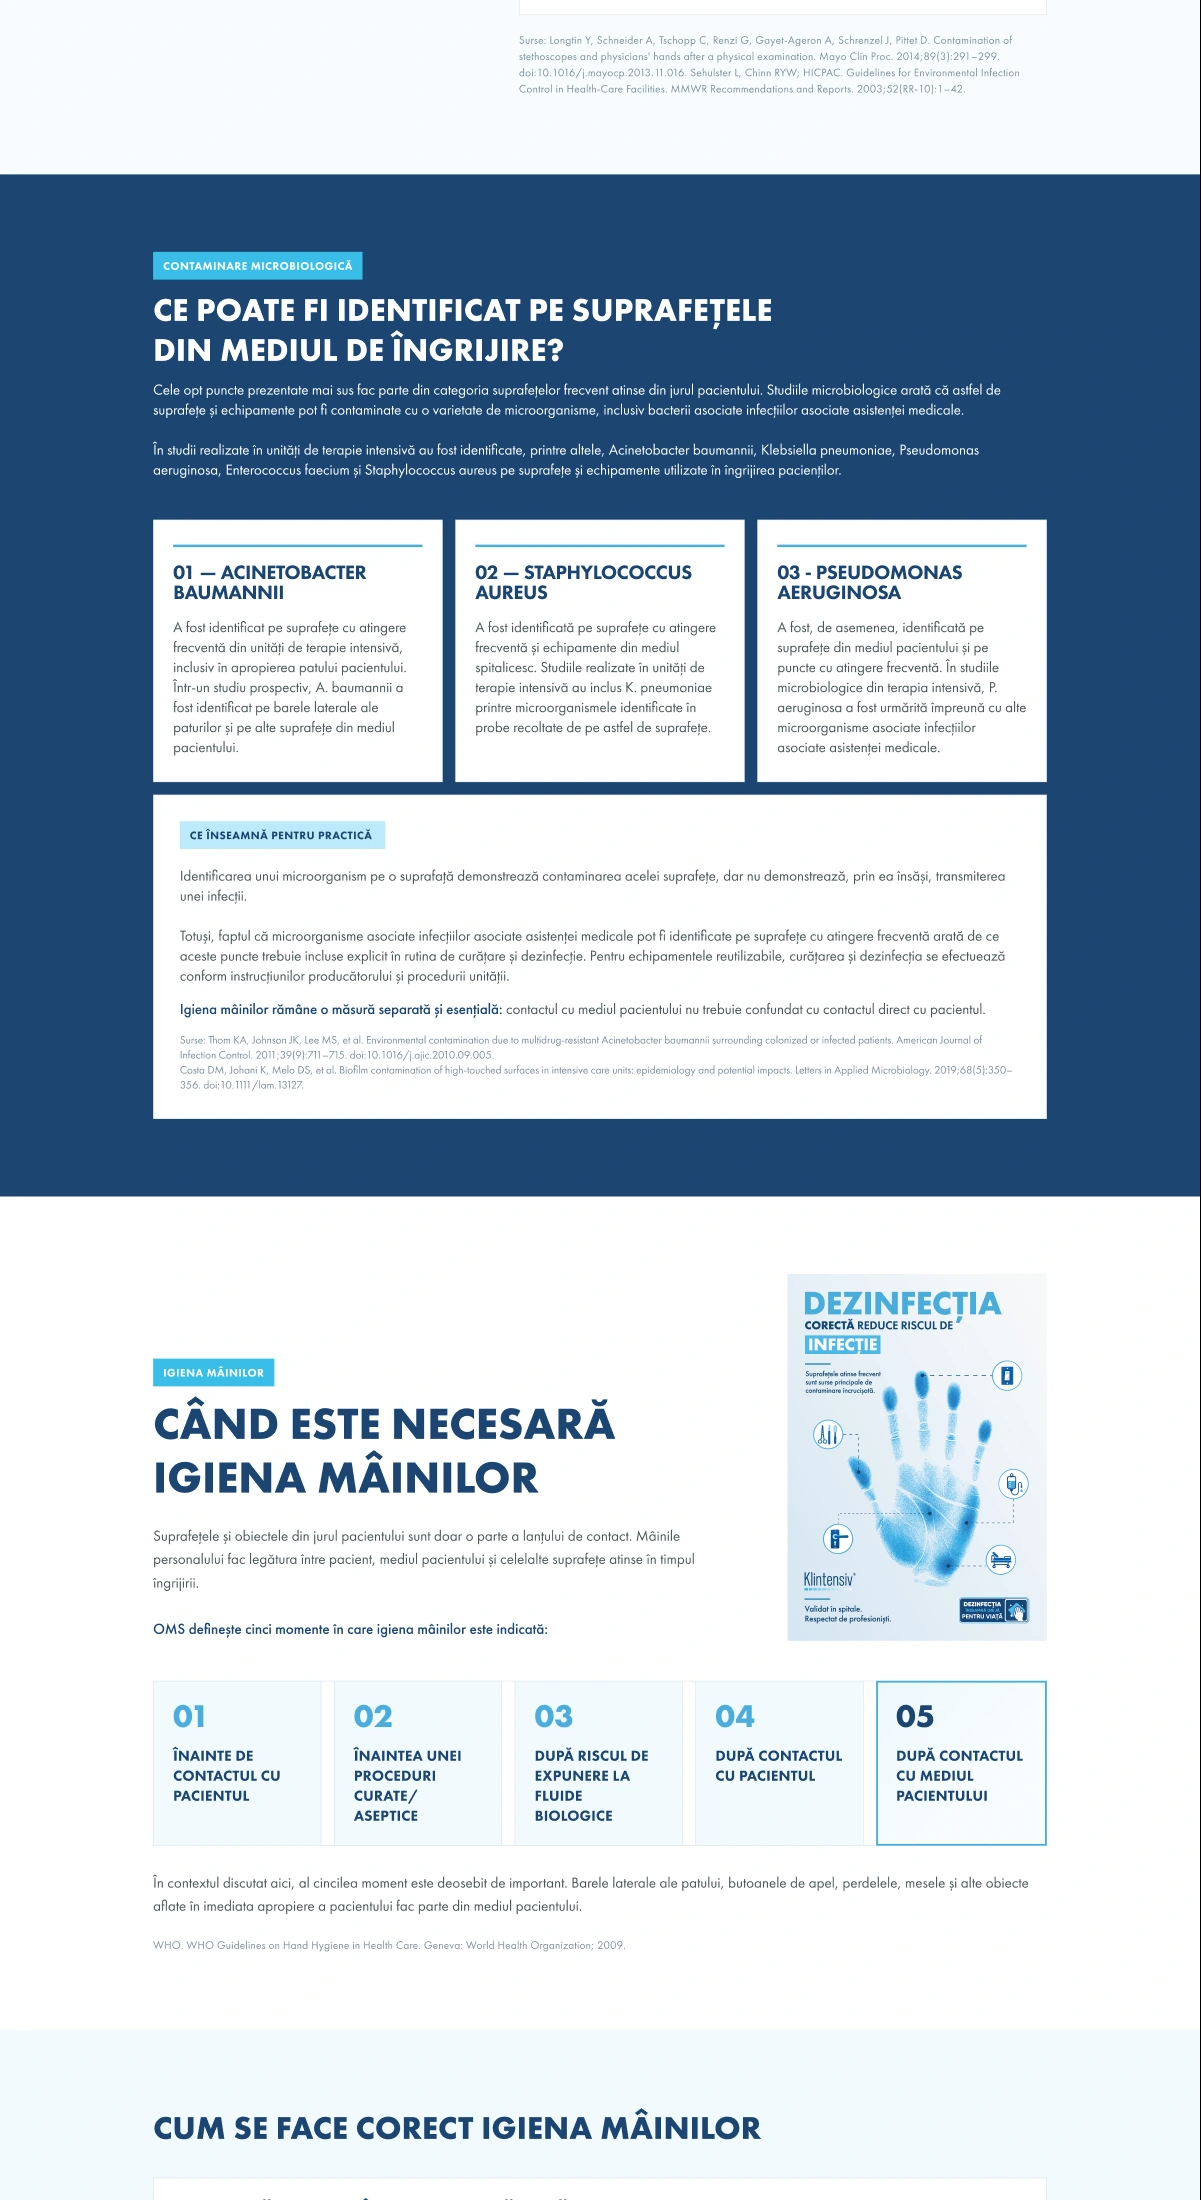 Surse: Longtin Y, Schneider A, Tschopp C, Renzi G, Gayet-Ageron A, Schrenzel J, Pittet D. Contamination of
stethoscopes and physicians' hands after a physical examination. Mayo Clin Proc. 2014;89(3):291–299.
doi:10.1016/j.mayocp.2013.11.016. Sehulster L, Chinn RYW; HICPAC. Guidelines for Environmental Infection
Control in Health-Care Facilities. MMWR Recommendations and Reports. 2003;52(RR-10):1–42.
CONTAMINARE MICROBIOLOGICĂ
CE POATE FI IDENTIFICAT PE SUPRAFEȚELE
DIN MEDIUL DE ÎNGRIJIRE?
Cele opt puncte prezentate mai sus fac parte din categoria suprafețelor frecvent atinse din jurul pacientului. Studiile microbiologice arată că astfel de
suprafețe și echipamente pot fi contaminate cu o varietate de microorganisme, inclusiv bacterii asociate infecțiilor asociate asistenței medicale.
În studii realizate în unități de terapie intensivă au fost identificate, printre altele, Acinetobacter baumannii, Klebsiella pneumoniae, Pseudomonas
aeruginosa, Enterococcus faecium și Staphylococcus aureus pe suprafețe și echipamente utilizate în îngrijirea pacienților.
01 — ACINETOBACTER
BAUMANNII
A fost identificat pe suprafețe cu atingere
frecventă din unități de terapie intensivă,
inclusiv în apropierea patului pacientului.
Într-un studiu prospectiv, A. baumannii a
fost identificat pe barele laterale ale
paturilor și pe alte suprafețe din mediul
pacientului.
02 — STAPHYLOCOCCUS
AUREUS
A fost identificată pe suprafețe cu atingere
frecventă și echipamente din mediul
spitalicesc. Studiile realizate în unități de
terapie intensivă au inclus K. pneumoniae
printre microorganismele identificate în
probe recoltate de pe astfel de suprafețe.
03 - PSEUDOMONAS
AERUGINOSA
A fost, de asemenea, identificată pe
suprafețe din mediul pacientului și pe
puncte cu atingere frecventă. În studiile
microbiologice din terapia intensivă, P.
aeruginosa a fost urmărită împreună cu alte
microorganisme asociate infecțiilor
asociate asistenței medicale.
CE ÎNSEAMNĂ PENTRU PRACTICĂ
Identificarea unui microorganism pe o suprafață demonstrează contaminarea acelei suprafețe, dar nu demonstrează, prin ea însăși, transmiterea
unei infecții.
Totuși, faptul că microorganisme asociate infecțiilor asociate asistenței medicale pot fi identificate pe suprafețe cu atingere frecventă arată de ce
aceste puncte trebuie incluse explicit în rutina de curățare și dezinfecție. Pentru echipamentele reutilizabile, curățarea și dezinfecția se efectuează
conform instrucțiunilor producătorului și procedurii unității.
Igiena mâinilor rămâne o măsură separată și esențială: contactul cu mediul pacientului nu trebuie confundat cu contactul direct cu pacientul.
Surse: Thom KA, Johnson JK, Lee MS, et al. Environmental contamination due to multidrug-resistant Acinetobacter baumannii surrounding colonized or infected patients. American Journal of
Infection Control. 2011;39(9):711–715. doi:10.1016/j.ajic.2010.09.005.
Costa DM, Johani K, Melo DS, et al. Biofilm contamination of high-touched surfaces in intensive care units: epidemiology and potential impacts. Letters in Applied Microbiology. 2019;68(5):350–
356. doi:10.1111/lam.13127.
IGIENA MÂINILOR
CÂND ESTE NECESARĂ
IGIENA MÂINILOR
Suprafețele și obiectele din jurul pacientului sunt doar o parte a lanțului de contact. Mâinile
personalului fac legătura între pacient, mediul pacientului și celelalte suprafețe atinse în timpul
îngrijirii.
OMS definește cinci momente în care igiena mâinilor este indicată:
DEZINFECȚIA
CORECTĂ REDUCE RISCUL DE
INFECȚIE
Suprafețele atinse frecvent
sunt surse principale de
contaminare incrucișată.
Klintensiv®
Validat în spitale.
Respectat de profesioniști.
DEZINFECȚIA
PENTRU VIAȚĂ
01
ÎNAINTE DE
CONTACTUL CU
PACIENTUL
02
ÎNAINTEA UNEI
PROCEDURI
CURATE/
ASEPTICE
03
DUPĂ RISCUL DE
EXPUNERE LA
FLUIDE
BIOLOGICE
04
DUPĂ CONTACTUL
CU PACIENTUL
05
DUPĂ CONTACTUL
CU MEDIUL
PACIENTULUI
În contextul discutat aici, al cincilea moment este deosebit de important. Barele laterale ale patului, butoanele de apel, perdelele, mesele și alte obiecte
aflate în imediata apropiere a pacientului fac parte din mediul pacientului.
WHO. WHO Guidelines on Hand Hygiene in Health Care. Geneva: World Health Organization; 2009.
CUM SE FACE CORECT IGIENA MÂINILOR